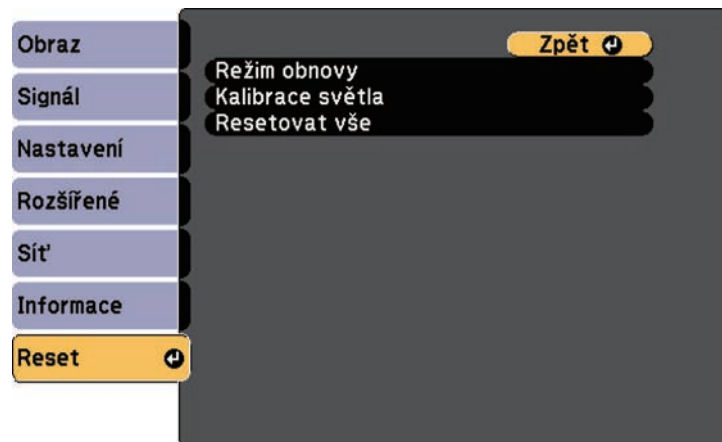 Obraz
Signál
Nastavení
Rozšířené
Síť
Informace
Reset
Zpět
Režim obnovy
Kalibrace světla
Resetovat vše